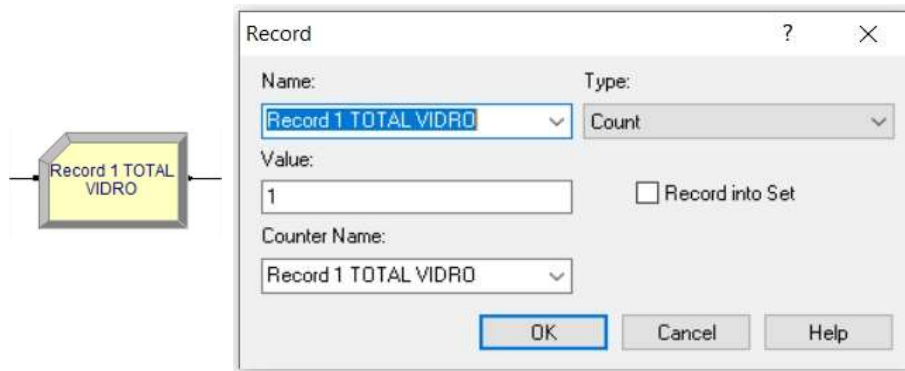 Record 1 TOTAL
VIDRO
Record
?
Name:
Type:
Record 1 TOTAL VIDRO
Count
Value:
1
Record into Set
Counter Name:
Record 1 TOTAL VIDRO
OK
Cancel
Help